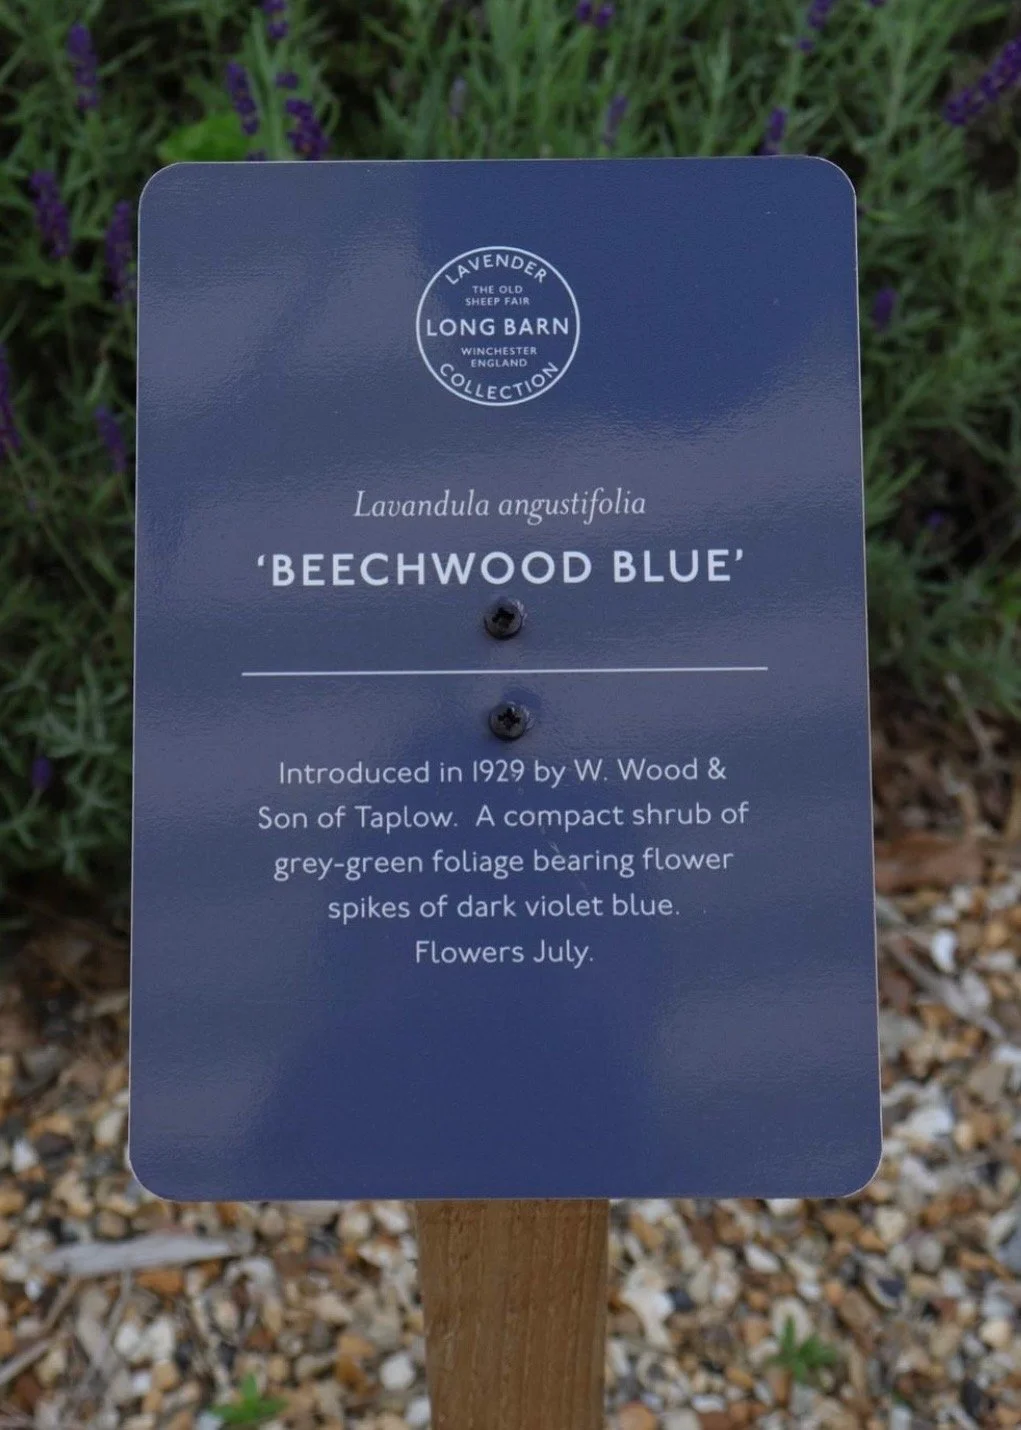 LAVENDER
THE OLD
SHEEP FAIR
LONG BARN
WINCHESTER
ENGLAND
COLLECTION
Lavandula angustifolia
‘BEECHWOOD BLUE’
Introduced in 1929 by W. Wood &
Son of Taplow. A compact shrub of
grey-green foliage bearing flower
spikes of dark violet blue.
Flowers July.